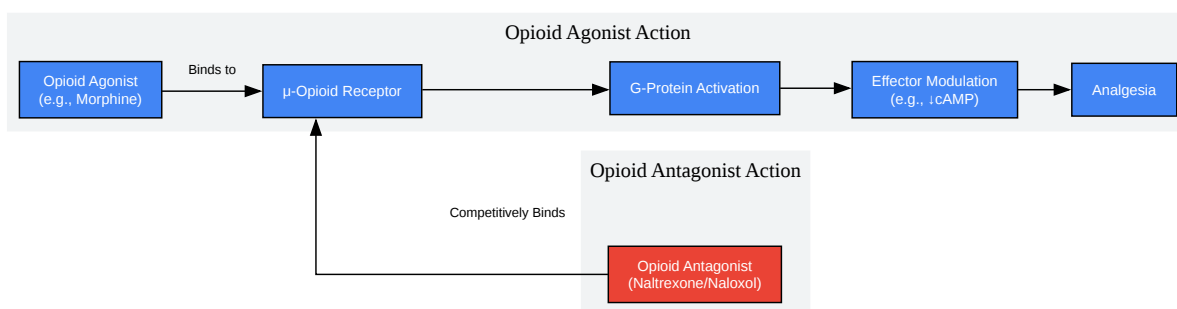 Opioid Agonist Action
Opioid Agonist
(e.g., Morphine)
Binds to
μ-Opioid Receptor
G-Protein Activation
Effector Modulation
(e.g., ↓cAMP)
Analgesia
Opioid Antagonist Action
Competitively Binds
Opioid Antagonist
(Naltrexone/Naloxol)